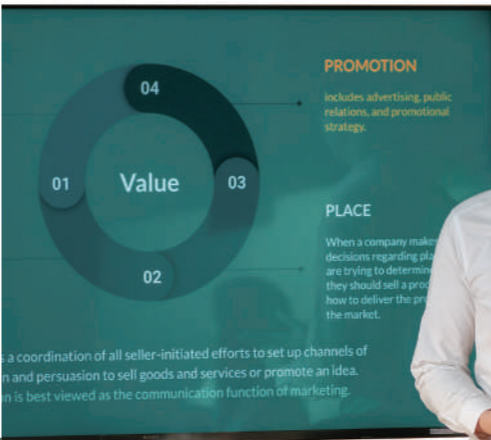 04
01
Value
03
02
PROMOTION
includes advertising, public
relations, and promotional
strategy.
PLACE
When a company makes
decisions regarding
are trying to determine
they should sell a
how to deliver the
the market.
a coordination of all seller-initiated efforts to set up channels of
and persuasion to sell goods and services or promote an idea.
is best viewed as the communication function of marketing.